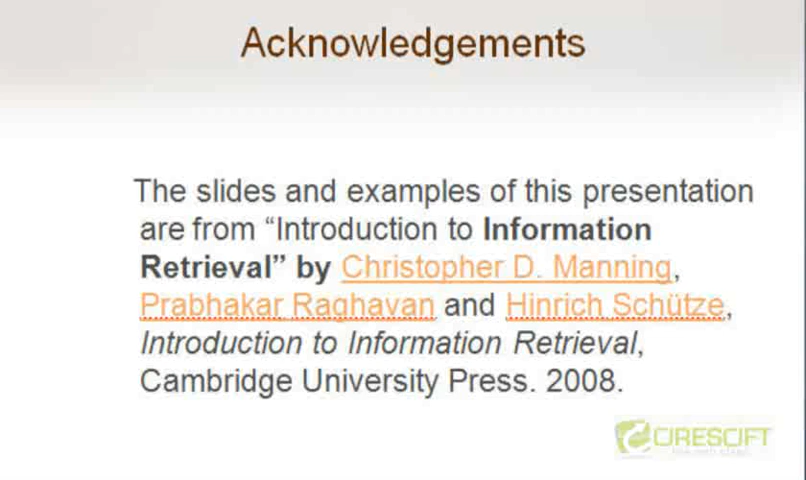 Acknowledgements
The slides and examples of this presentation
are from “Introduction to Information
Retrieval” by Christopher D. Manning,
Prabhakar Raghavan and Hinrich Schütze,
Introduction to Information Retrieval,
Cambridge University Press. 2008.